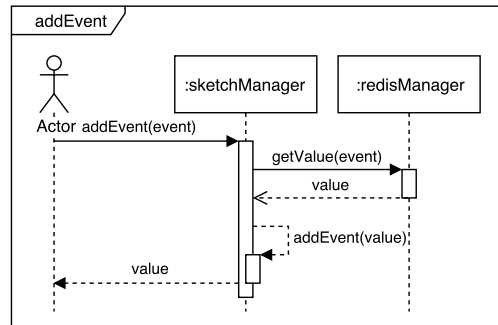 addEvent
:sketchManager
:redisManager
Actor
addEvent(event)
getValue(event)
value
addEvent(value)
value